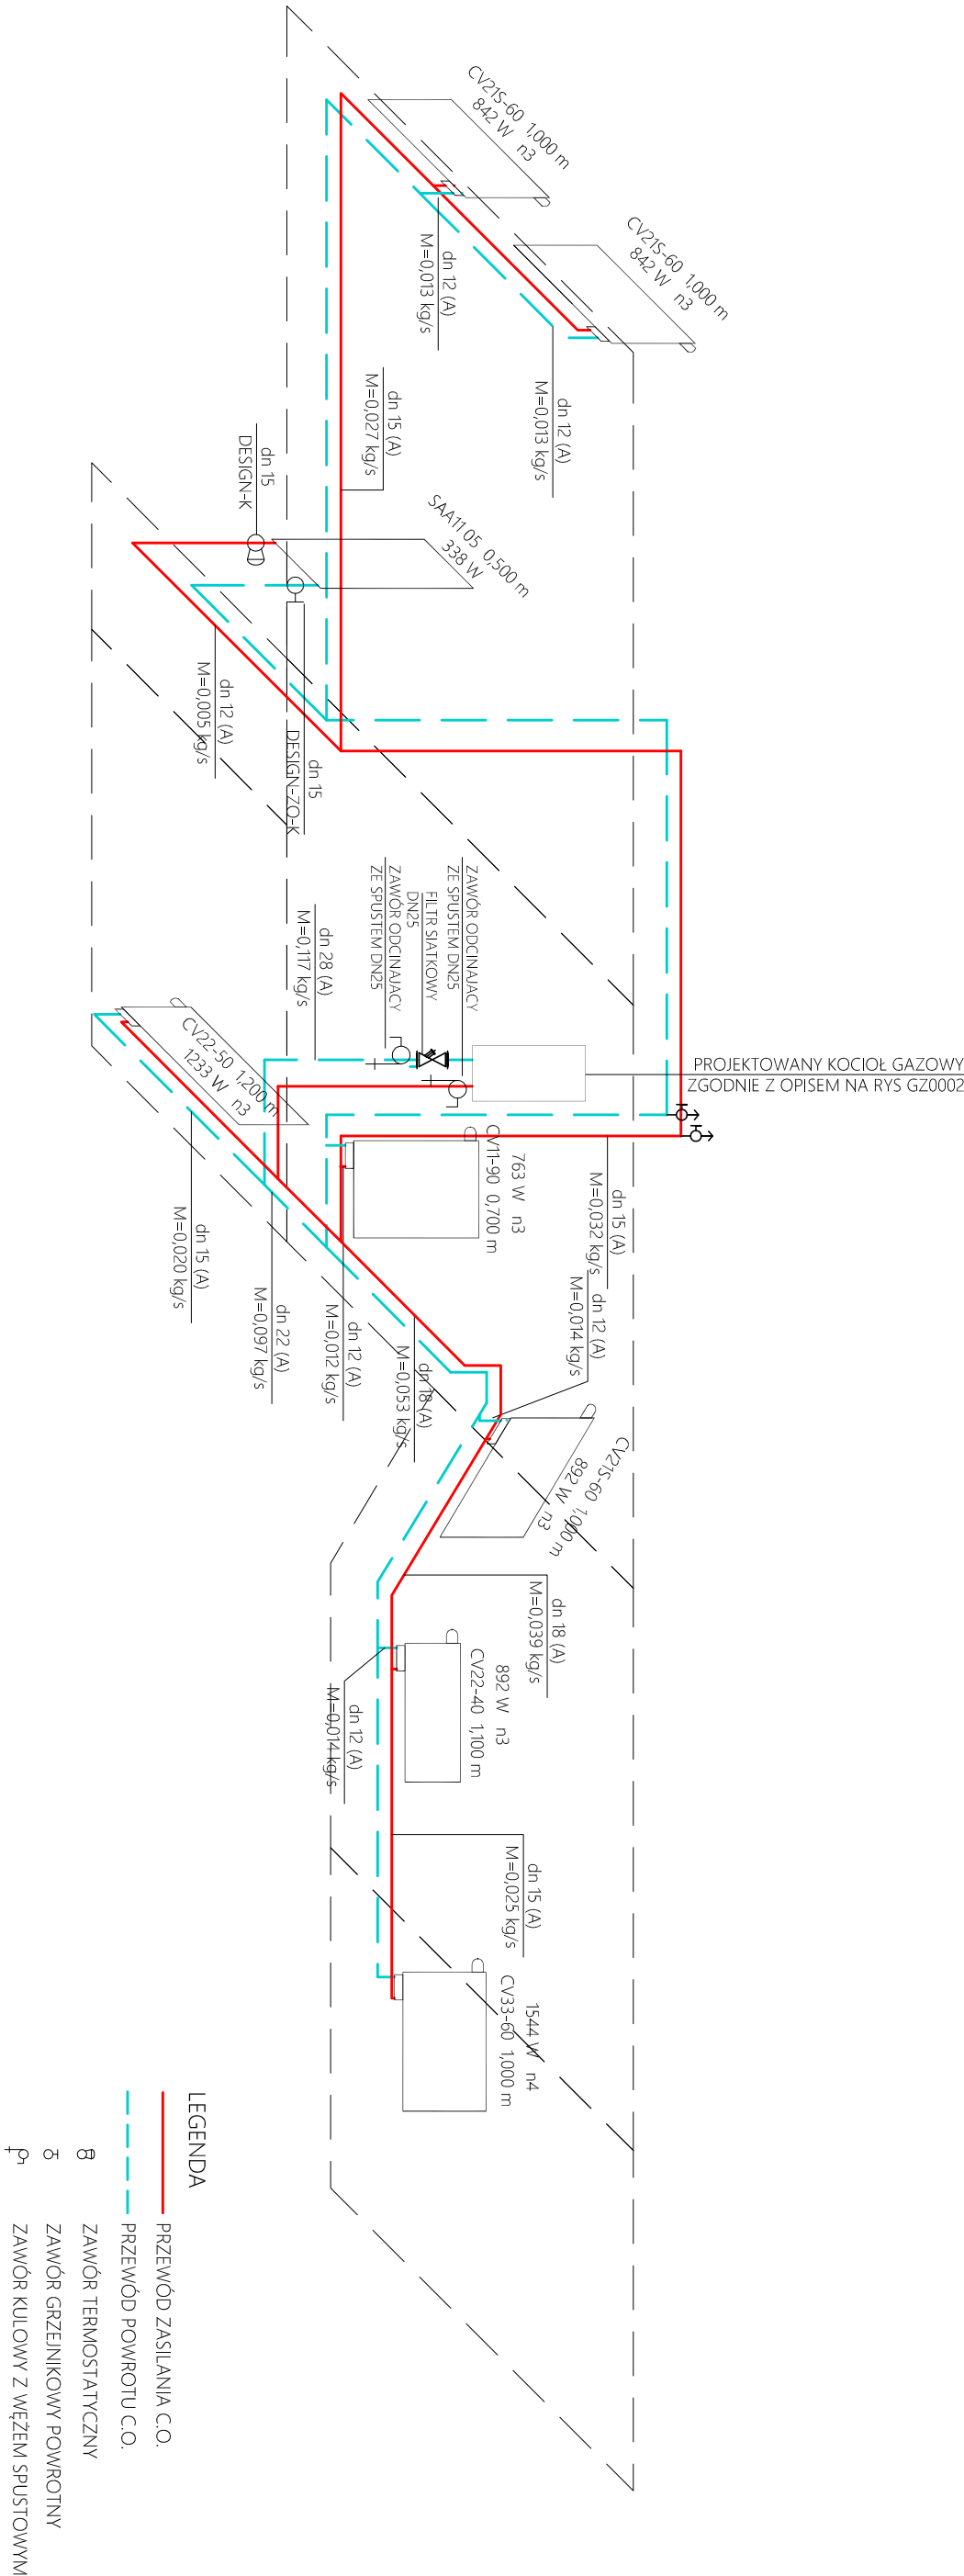 CV21S-60 1,000 m
842 W n3
CV21S-60 1,000 m
842 W n3
dn 12 (A)
M=0,013 kg/s
dn 12 (A)
M=0,013 kg/s
dn 15 (A)
M=0,027 kg/s
dn 15
DESIGN-K
SAA11 05 0,500 m
338 W
dn 12 (A)
M=0,005 kg/s
dn 15
DESIGN-ZO-K
ZAWÓR ODCINAJACY
ZE SPUSTEM DN25
FILTR SIATKOWY
DN25
ZAWÓR ODCINAJACY
ZE SPUSTEM DN25
dn 28 (A)
M=0,117 kg/s
PROJEKTOWANY KOCIOŁ GAZOWY
ZGODNIE Z OPISEM NA RYS GZ0002
CV22-50 1,200 m
1233 W n3
763 W n3
CV11-90 0,700 m
dn 15 (A)
M=0,032 kg/s
dn 12 (A)
M=0,014 kg/s
dn 15 (A)
M=0,020 kg/s
dn 22 (A)
M=0,097 kg/s
dn 12 (A)
M=0,012 kg/s
dn 18 (A)
M=0,053 kg/s
CV21S-60 1,000 m
892 W n3
dn 18 (A)
M=0,039 kg/s
892 W n3
CV22-40 1,100 m
dn 12 (A)
M=0,014 kg/s
dn 15 (A)
M=0,025 kg/s
1544 W n4
CV33-60 1,000 m
LEGENDA
PRZEWÓD ZASILANIA C.O.
PRZEWÓD POWROTU C.O.
ZAWÓR TERMOSTATYCZNY
ZAWÓR GRZEJNIKOWY POWROTNY
ZAWÓR KULOWY Z WĘŻEM SPUSTOWYM